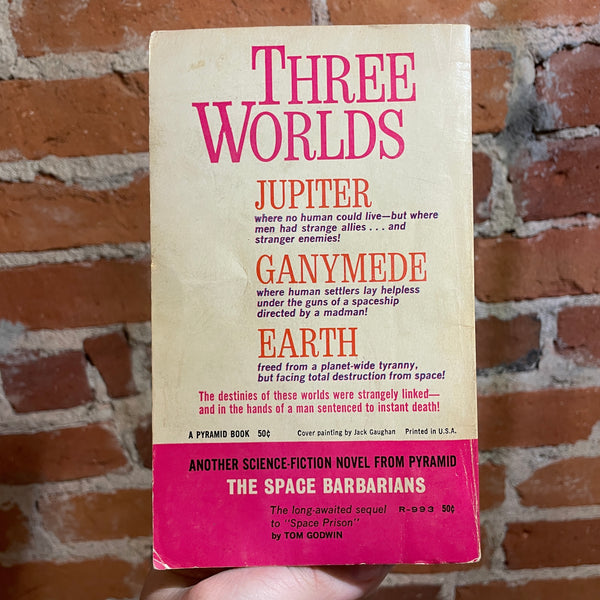 THREE
WORLDS
JUPITER
where no human could live—but where
men had strange allies . . . and
stranger enemies!
GANYMEDE
where human settlers lay helpless
under the guns of a spaceship
directed by a madman!
EARTH
freed from a planet-wide tyranny,
but facing total destruction from space!
The destinies of these worlds were strangely linked—
and in the hands of a man sentenced to instant death!
A PYRAMID BOOK 50¢ Cover painting by Jack Gaughan Printed in U.S.A.
ANOTHER SCIENCE-FICTION NOVEL FROM PYRAMID
THE SPACE BARBARIANS
The long-awaited sequel R-993 50¢
to "Space Prison"
by TOM GODWIN